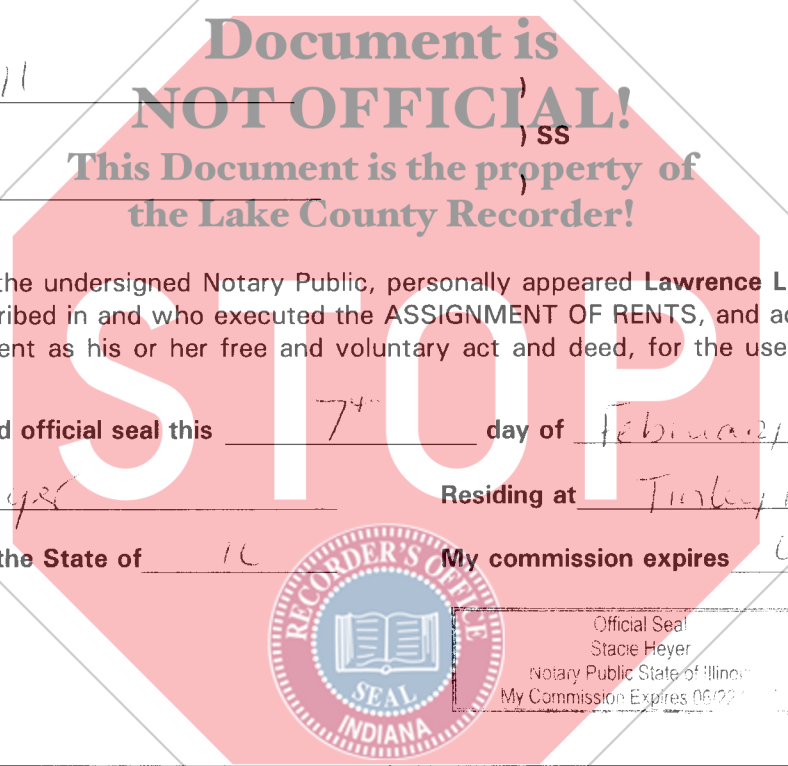 Document is
NOT OFFICIAL!
This Document is the property of
the Lake County Recorder!
)
) SS
)
the undersigned Notary Public, personally appeared Lawrence L
ribed in and who executed the ASSIGNMENT OF RENTS, and ac
ent as his or her free and voluntary act and deed, for the use
d official seal this 7th day of February
Residing at Tinley
the State of IL My commission expires
STOP
RECORDER'S OFFICE
SEAL
INDIANA
Official Seal
Stacie Heyer
Notary Public State of Illino
My Commission Expires 06/22